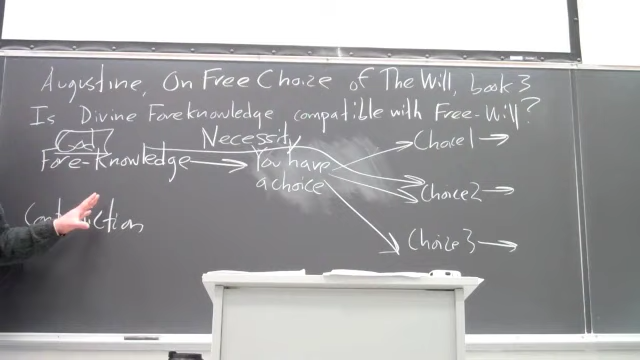 Augustine, On Free Choice of The Will, book 3
Is Divine Foreknowledge compatible with Free-Will?
God
Necessity
Fore-Knowledge
You have
a choice
Choice 1
Choice 2
Choice 3